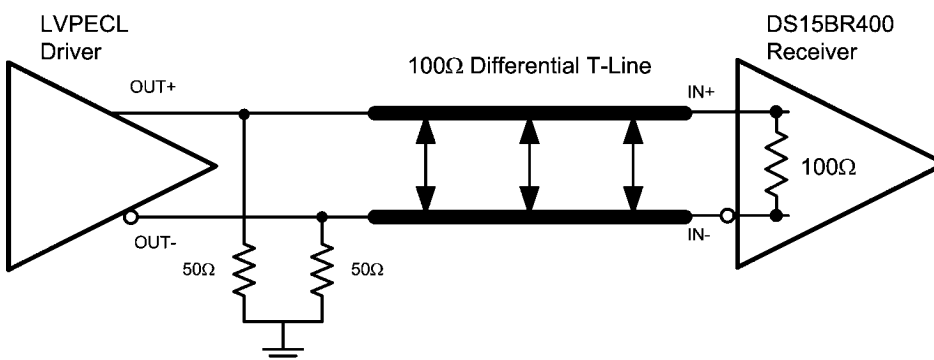 LVPECL
Driver
DS15BR400
Receiver
100Ω Differential T-Line
OUT+
IN+
100Ω
OUT-
IN-
50Ω
50Ω